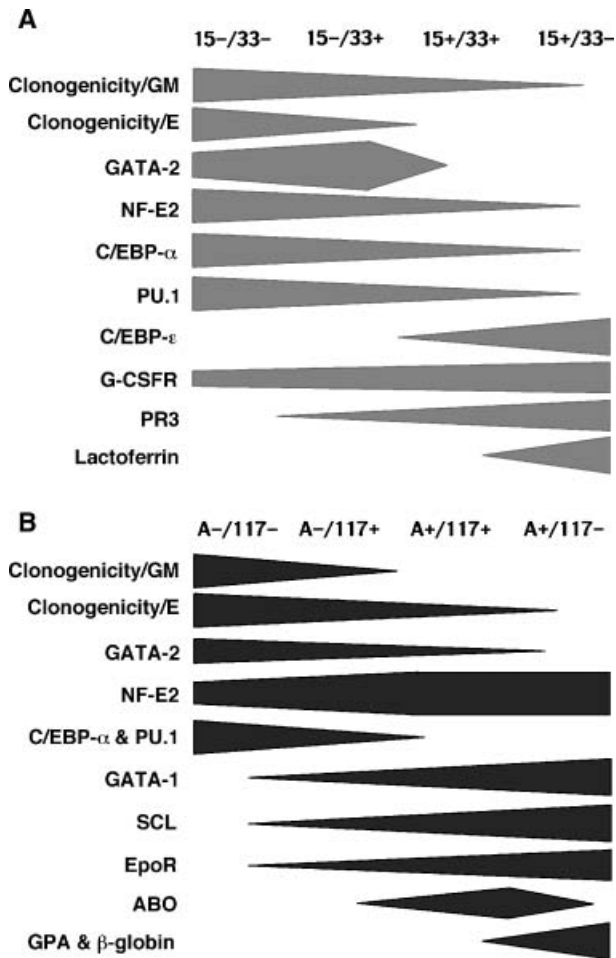 A
15−/33− 15−/33+ 15+/33+ 15+/33−
Clonogenicity/GM
Clonogenicity/E
GATA-2
NF-E2
C/EBP-α
PU.1
C/EBP-ε
G-CSFR
PR3
Lactoferrin
B
A−/117− A−/117+ A+/117+ A+/117−
Clonogenicity/GM
Clonogenicity/E
GATA-2
NF-E2
C/EBP-α & PU.1
GATA-1
SCL
EpoR
ABO
GPA & β-globin